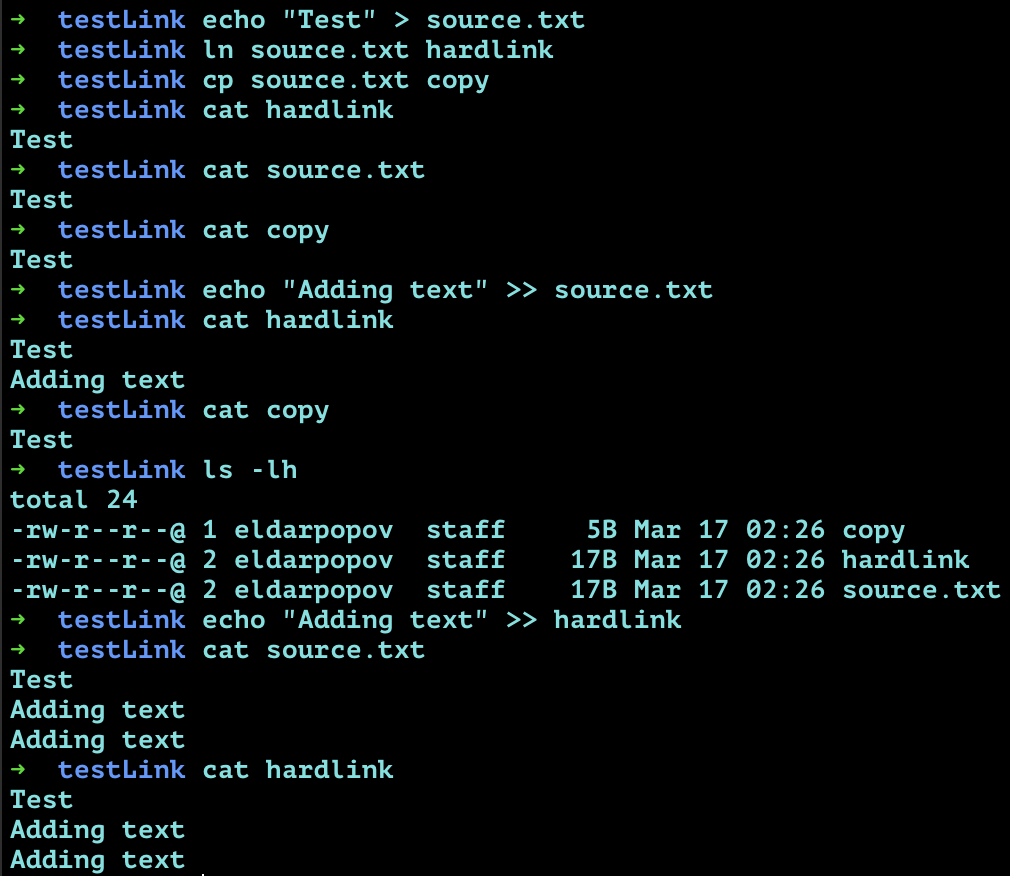 →  testLink echo "Test" > source.txt
→  testLink ln source.txt hardlink
→  testLink cp source.txt copy
→  testLink cat hardlink
Test
→  testLink cat source.txt
Test
→  testLink cat copy
Test
→  testLink echo "Adding text" >> source.txt
→  testLink cat hardlink
Test
Adding text
→  testLink cat copy
Test
→  testLink ls -lh
total 24
-rw-r--r--@ 1 eldarpopov  staff     5B Mar 17 02:26 copy
-rw-r--r--@ 2 eldarpopov  staff    17B Mar 17 02:26 hardlink
-rw-r--r--@ 2 eldarpopov  staff    17B Mar 17 02:26 source.txt
→  testLink echo "Adding text" >> hardlink
→  testLink cat source.txt
Test
Adding text
Adding text
→  testLink cat hardlink
Test
Adding text
Adding text